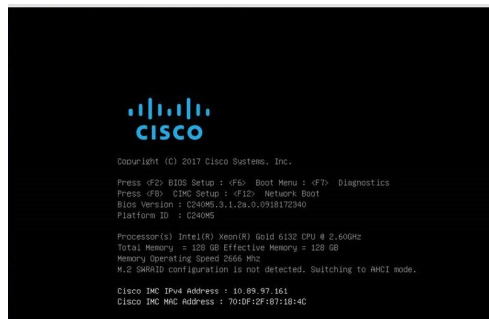 CISCO
Copyright (C) 2017 Cisco Systems, Inc.
Press <F2> BIOS Setup : <F6> Boot Menu : <F7> Diagnostics
Press <F8> CIMC Setup : <F12> Network Boot
Bios Version : C240M5.3.1.2a.0.0918172340
Platform ID : C240M5
Processor(s) Intel(R) Xeon(R) Gold 6132 CPU @ 2.60GHz
Total Memory = 128 GB Effective Memory = 128 GB
Memory Operating Speed 2666 Mhz
M.2 SWRAID configuration is not detected. Switching to AHCI mode.
Cisco IMC IPv4 Address : 10.89.97.161
Cisco IMC MAC Address : 70:DF:2F:87:18:4C